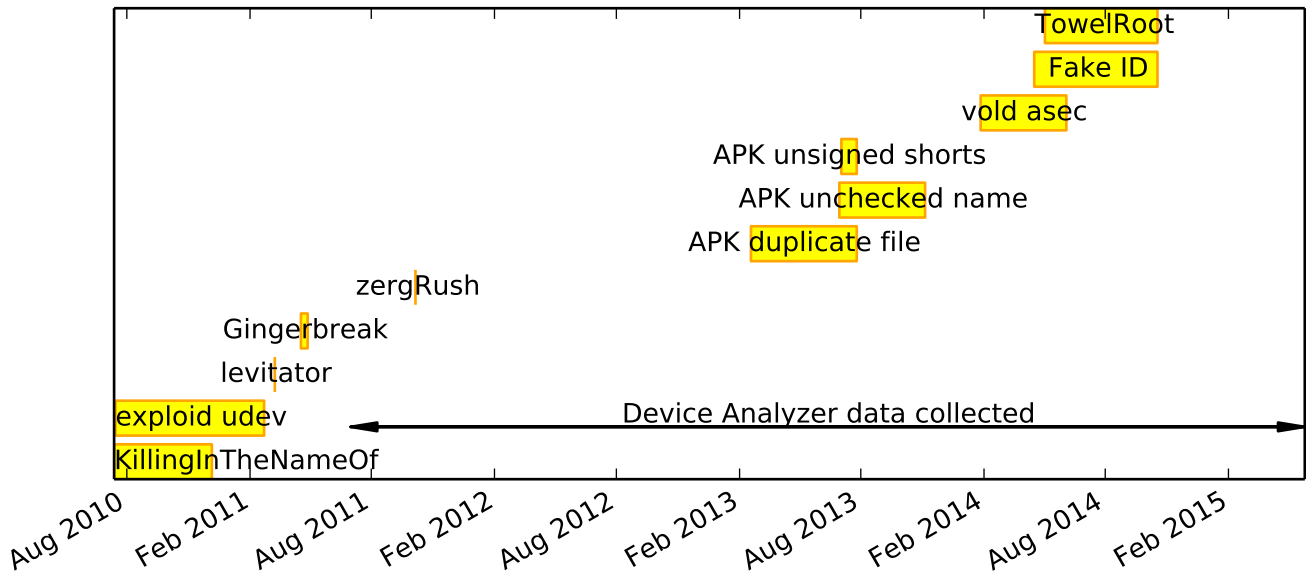 TowelRoot
Fake ID
vold asec
APK unsigned shorts
APK unchecked name
APK duplicate file
zergRush
Gingerbreak
levitator
exploid udev
Device Analyzer data collected
KillingInTheNameOf
Aug 2010
Feb 2011
Aug 2011
Feb 2012
Aug 2012
Feb 2013
Aug 2013
Feb 2014
Aug 2014
Feb 2015